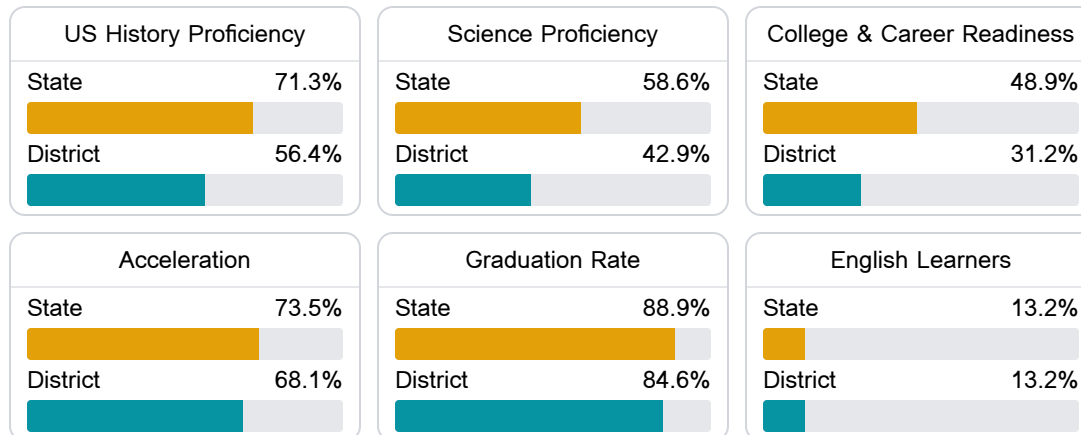 US History Proficiency
State 71.3%
District 56.4%
Science Proficiency
State 58.6%
District 42.9%
College & Career Readiness
State 48.9%
District 31.2%
Acceleration
State 73.5%
District 68.1%
Graduation Rate
State 88.9%
District 84.6%
English Learners
State 13.2%
District 13.2%